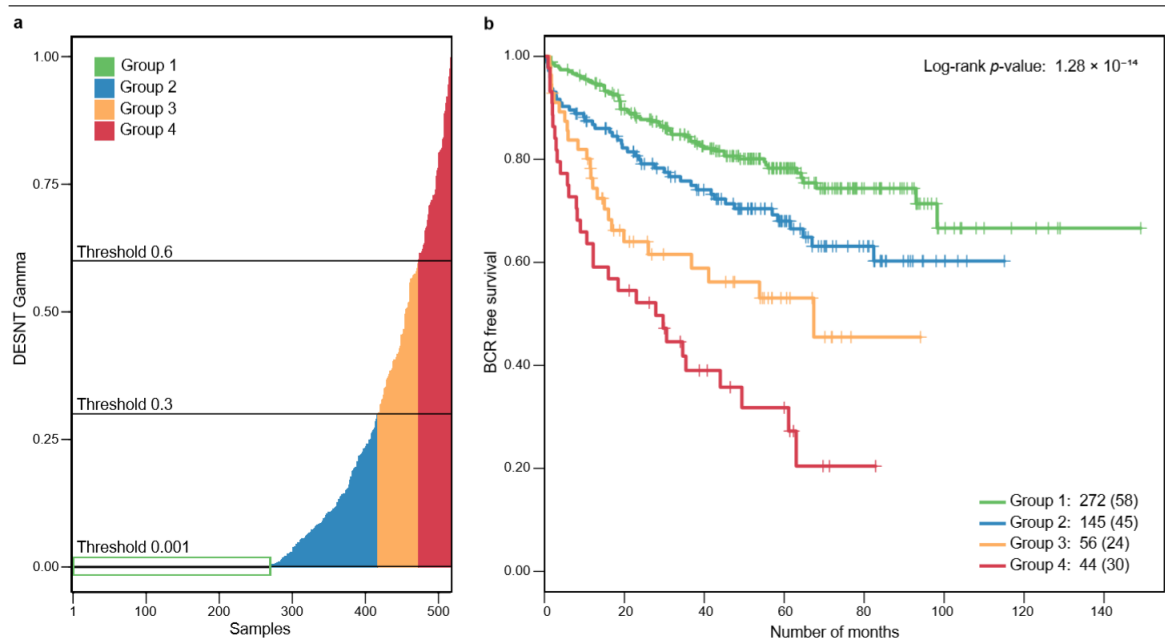 a
1.00
0.75
0.50
0.25
0.00
DESNT Gamma
Group 1
Group 2
Group 3
Group 4
Threshold 0.6
Threshold 0.3
Threshold 0.001
1
100
200
300
400
500
Samples
b
1.00
0.80
0.60
0.40
0.20
0.00
BCR free survival
Log-rank p-value: 1.28 × 10⁻¹⁴
Group 1: 272 (58)
Group 2: 145 (45)
Group 3: 56 (24)
Group 4: 44 (30)
0
20
40
60
80
100
120
140
Number of months